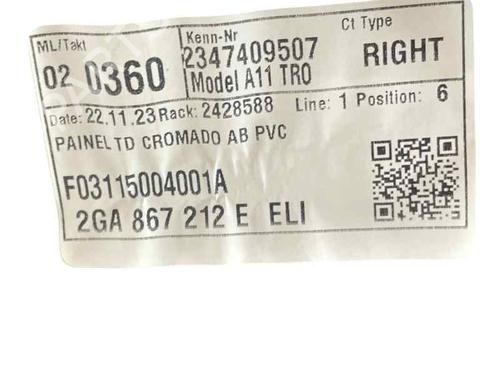 ML/Takt Kenn-Nr Ct Type
02 0360 2347409507 RIGHT
Model A11 TRO
Date: 22.11.23 Rack: 2428588 Line: 1 Position: 6
PAINEL TD CROMADO AB PVC
F03115004001A
2GA 867 212 E ELI